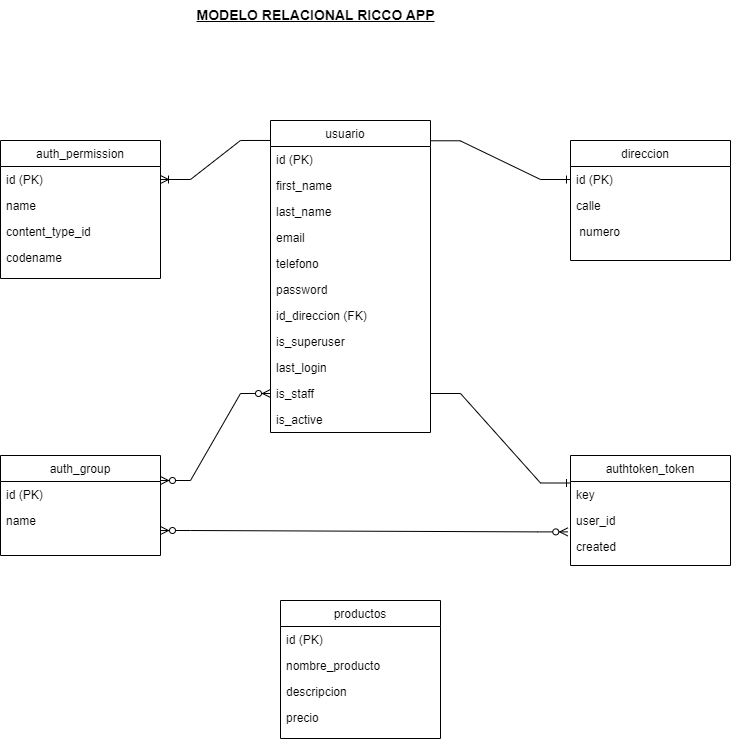 MODELO RELACIONAL RICCO APP
auth_permission
id (PK)
name
content_type_id
codename
usuario
id (PK)
first_name
last_name
email
telefono
password
id_direccion (FK)
is_superuser
last_login
is_staff
is_active
direccion
id (PK)
calle
numero
auth_group
id (PK)
name
authtoken_token
key
user_id
created
productos
id (PK)
nombre_producto
descripcion
precio